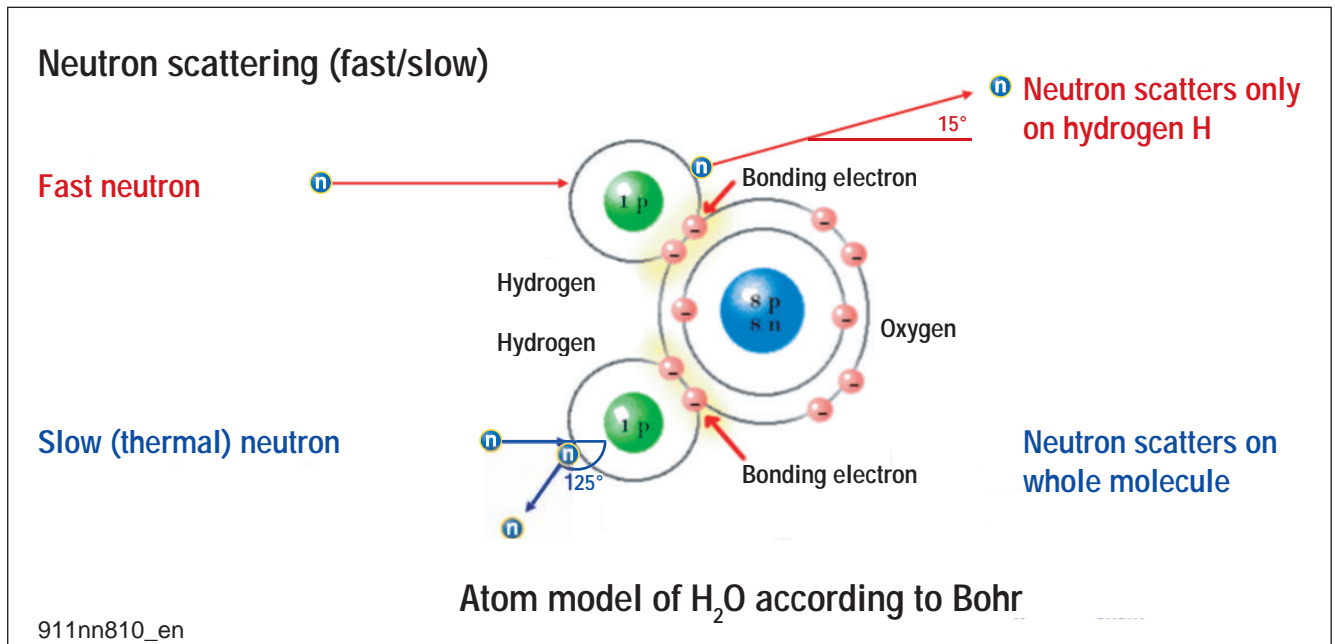 Neutron scattering (fast/slow)
n
Neutron scatters only
on hydrogen H
15°
n
Fast neutron
n
Bonding electron
1 p
Hydrogen
8 p
8 n
Oxygen
Hydrogen
1 p
Slow (thermal) neutron
n
n
125°
n
Bonding electron
Neutron scatters on
whole molecule
Atom model of H₂O according to Bohr
911nn810_en